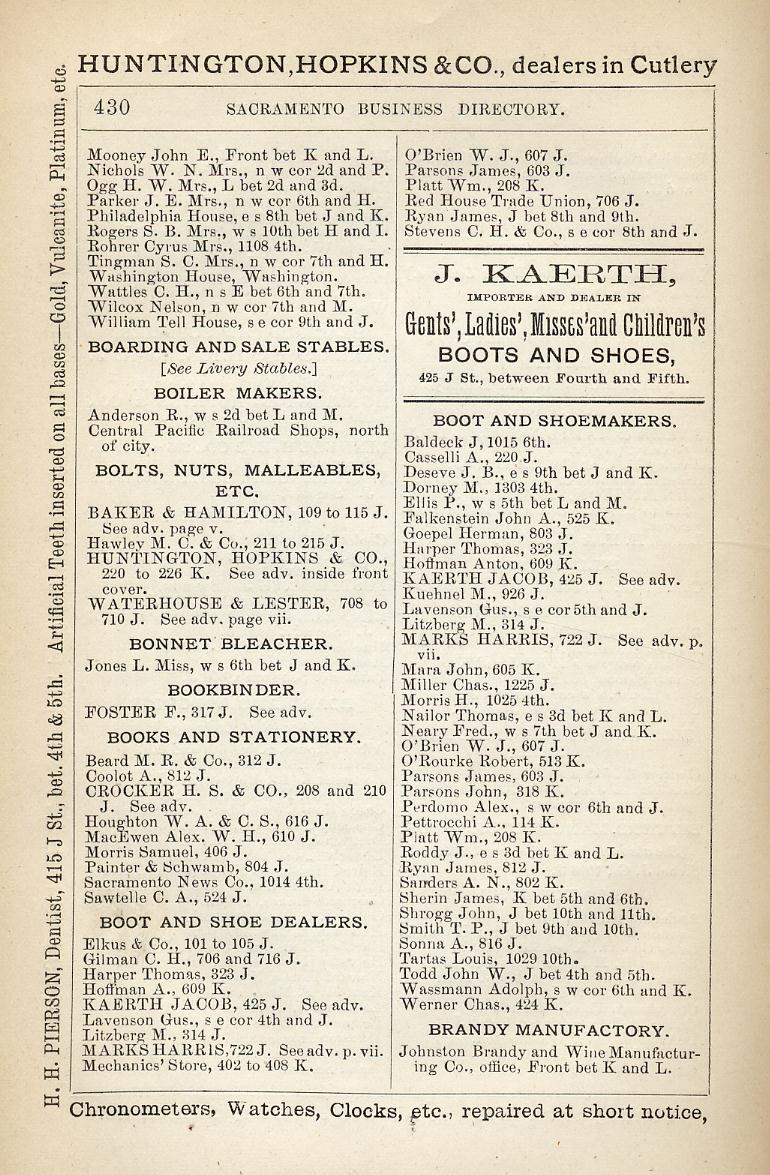 HUNTINGTON, HOPKINS & CO., dealers in Cutlery
430 SACRAMENTO BUSINESS DIRECTORY.
Mooney John E., Front bet K and L.
Nichols W. N. Mrs., n w cor 2d and P.
Ogg H. W. Mrs., L bet 2d and 3d.
Parker J. E. Mrs., n w cor 6th and H.
Philadelphia House, e s 8th bet J and K.
Rogers S. B. Mrs., w s 10th bet H and I.
Rohrer Cyrus Mrs., 1108 4th.
Tingman S. C. Mrs., n w cor 7th and H.
Washington House, Washington.
Wattles C. H., n s E bet 6th and 7th.
Wilcox Nelson, n w cor 7th and M.
William Tell House, s e cor 9th and J.
BOARDING AND SALE STABLES.
[See Livery Stables.]
BOILER MAKERS.
Anderson R., w s 2d bet L and M.
Central Pacific Railroad Shops, north
of city.
BOLTS, NUTS, MALLEABLES,
ETC.
BAKER & HAMILTON, 109 to 115 J.
See adv. page v.
Hawley M. C. & Co., 211 to 215 J.
HUNTINGTON, HOPKINS & CO.,
220 to 226 K. See adv. inside front
cover.
WATERHOUSE & LESTER, 708 to
710 J. See adv. page vii.
BONNET BLEACHER.
Jones L. Miss, w s 6th bet J and K.
BOOKBINDER.
FOSTER F., 317 J. See adv.
BOOKS AND STATIONERY.
Beard M. R. & Co., 312 J.
Coolot A., 812 J.
CROCKER H. S. & CO., 208 and 210
J. See adv.
Houghton W. A. & C. S., 616 J.
MacEwen Alex. W. H., 610 J.
Morris Samuel, 406 J.
Painter & Schwamb, 804 J.
Sacramento News Co., 1014 4th.
Sawtelle C. A., 524 J.
BOOT AND SHOE DEALERS.
Elkus & Co., 101 to 105 J.
Gilman C. H., 706 and 716 J.
Harper Thomas, 323 J.
Hoffman A., 609 K.
KAERTH JACOB, 425 J. See adv.
Lavenson Gus., s e cor 4th and J.
Litzberg M., 314 J.
MARKS HARRIS, 722 J. See adv. p. vii.
Mechanics' Store, 402 to 408 K.
O'Brien W. J., 607 J.
Parsons James, 603 J.
Platt Wm., 208 K.
Red House Trade Union, 706 J.
Ryan James, J bet 8th and 9th.
Stevens C. H. & Co., s e cor 8th and J.
J. KAERTH,
IMPORTER AND DEALER IN
Gents', Ladies', Misses' and Children's
BOOTS AND SHOES,
425 J St., between Fourth and Fifth.
BOOT AND SHOEMAKERS.
Baldeck J, 1015 6th.
Casselli A., 220 J.
Deseve J. B., e s 9th bet J and K.
Dorney M., 1303 4th.
Ellis P., w s 5th bet L and M.
Falkenstein John A., 525 K.
Goepel Herman, 803 J.
Harper Thomas, 323 J.
Hoffman Anton, 609 K.
KAERTH JACOB, 425 J. See adv.
Kuehnel M., 926 J.
Lavenson Gus., s e cor 5th and J.
Litzberg M., 314 J.
MARKS HARRIS, 722 J. See adv. p.
vii.
Mara John, 605 K.
Miller Chas., 1225 J.
Morris H., 1025 4th.
Nailor Thomas, e s 3d bet K and L.
Neary Fred., w s 7th bet J and K.
O'Brien W. J., 607 J.
O'Rourke Robert, 513 K.
Parsons James, 603 J.
Parsons John, 318 K.
Perdomo Alex., s w cor 6th and J.
Pettrocchi A., 114 K.
Platt Wm., 208 K.
Roddy J., e s 3d bet K and L.
Ryan James, 812 J.
Sanders A. N., 802 K.
Sherin James, K bet 5th and 6th.
Shrogg John, J bet 10th and 11th.
Smith T. P., J bet 9th and 10th.
Sonna A., 816 J.
Tartas Louis, 1029 10th.
Todd John W., J bet 4th and 5th.
Wassmann Adolph, s w cor 6th and K.
Werner Chas., 424 K.
BRANDY MANUFACTORY.
Johnston Brandy and Wine Manufactur-
ing Co., office, Front bet K and L.
Chronometers, Watches, Clocks, etc., repaired at short notice,
H. H. PIERSON, Dentist, 415 J St., bet. 4th & 5th. Artificial Teeth inserted on all bases—Gold, Vulcanite, Platinum, etc.